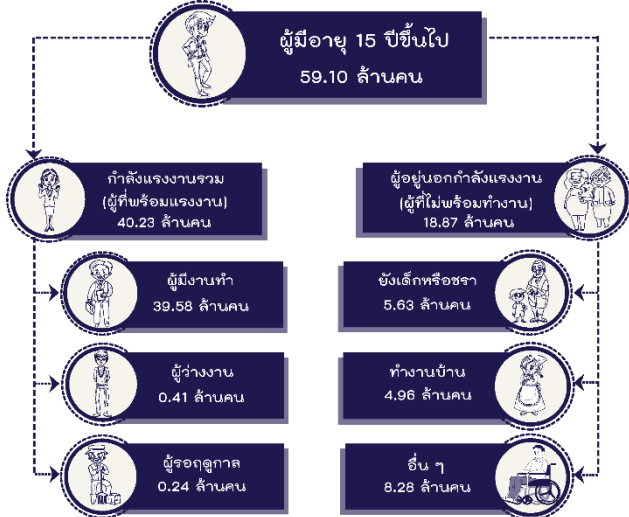 ผู้มีอายุ 15 ปีขึ้นไป
59.10 ล้านคน
กำลังแรงงานรวม
(ผู้ที่พร้อมแรงงาน)
40.23 ล้านคน
ผู้อยู่นอกกำลังแรงงาน
(ผู้ที่ไม่พร้อมทำงาน)
18.87 ล้านคน
ผู้มีงานทำ
39.58 ล้านคน
ยังเด็กหรือชรา
5.63 ล้านคน
ผู้ว่างงาน
0.41 ล้านคน
ทำงานบ้าน
4.96 ล้านคน
ผู้รอฤดูกาล
0.24 ล้านคน
อื่น ๆ
8.28 ล้านคน